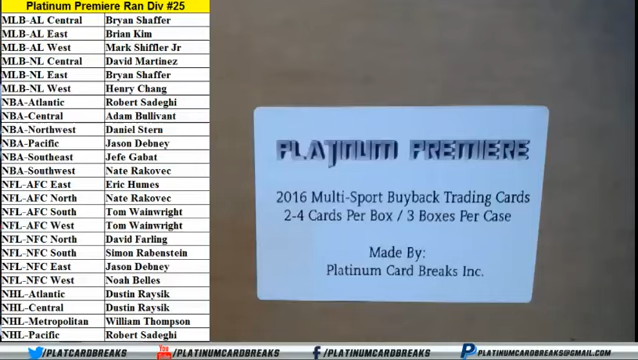 Platinum Premiere Ran Div #25
MLB-AL Central Bryan Shaffer
MLB-AL East Brian Kim
MLB-AL West Mark Shiffler Jr
MLB-NL Central David Martinez
MLB-NL East Bryan Shaffer
MLB-NL West Henry Chang
NBA-Atlantic Robert Sadeghi
NBA-Central Adam Bullivant
NBA-Northwest Daniel Stern
NBA-Pacific Jason Debney
NBA-Southeast Jefe Gabat
NBA-Southwest Nate Rakovec
NFL-AFC East Eric Humes
NFL-AFC North Nate Rakovec
NFL-AFC South Tom Wainwright
NFL-AFC West Tom Wainwright
NFL-NFC North David Farling
NFL-NFC South Simon Rabenstein
NFL-NFC East Jason Debney
NFL-NFC West Noah Belles
NHL-Atlantic Dustin Raysik
NHL-Central Dustin Raysik
NHL-Metropolitan William Thompson
NHL-Pacific Robert Sadeghi
PLATINUM PREMIERE
2016 Multi-Sport Buyback Trading Cards
2-4 Cards Per Box / 3 Boxes Per Case
Made By:
Platinum Card Breaks Inc.
/PLATCARDBREAKS You Tube /PLATINUMCARDBREAKS f /PLATINUMCARDBREAKS P PLATINUMCARDBREAKS@GMAIL.COM